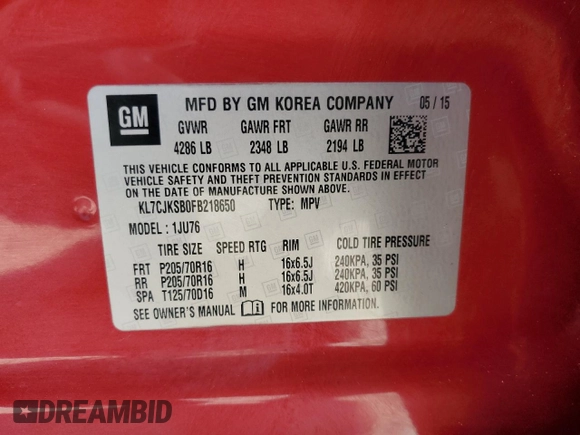 GM
MFD BY GM KOREA COMPANY 05/15
GVWR GAWR FRT GAWR RR
4286 LB 2348 LB 2194 LB
THIS VEHICLE CONFORMS TO ALL APPLICABLE U.S. FEDERAL MOTOR
VEHICLE SAFETY AND THEFT PREVENTION STANDARDS IN EFFECT
ON THE DATE OF MANUFACTURE SHOWN ABOVE.
KL7CJKSB0FB218650 TYPE: MPV
MODEL: 1JU76
TIRE SIZE SPEED RTG RIM COLD TIRE PRESSURE
FRT P205/70R16 H 16x6.5J 240KPA, 35 PSI
RR P205/70R16 H 16x6.5J 240KPA, 35 PSI
SPA T125/70D16 M 16x4.0T 420KPA, 60 PSI
SEE OWNER'S MANUAL FOR MORE INFORMATION.
DREAMBID